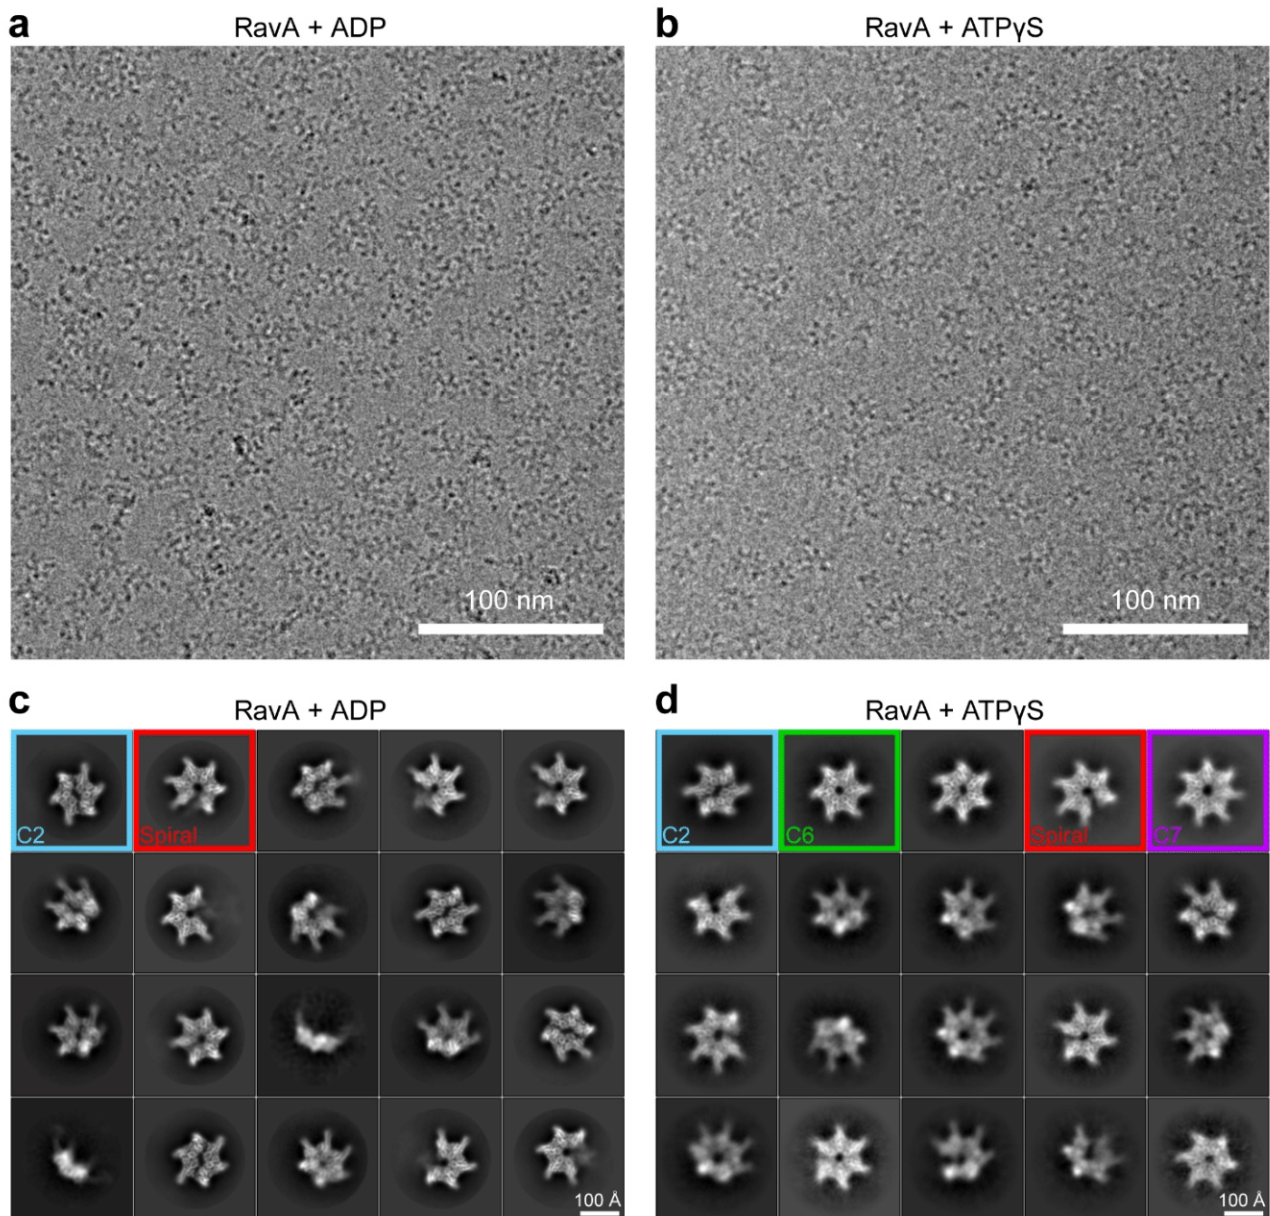 a
RavA + ADP
b
RavA + ATPγS
100 nm
100 nm
c
RavA + ADP
d
RavA + ATPγS
C2
Spiral
C2
C6
Spiral
C7
100 Å
100 Å